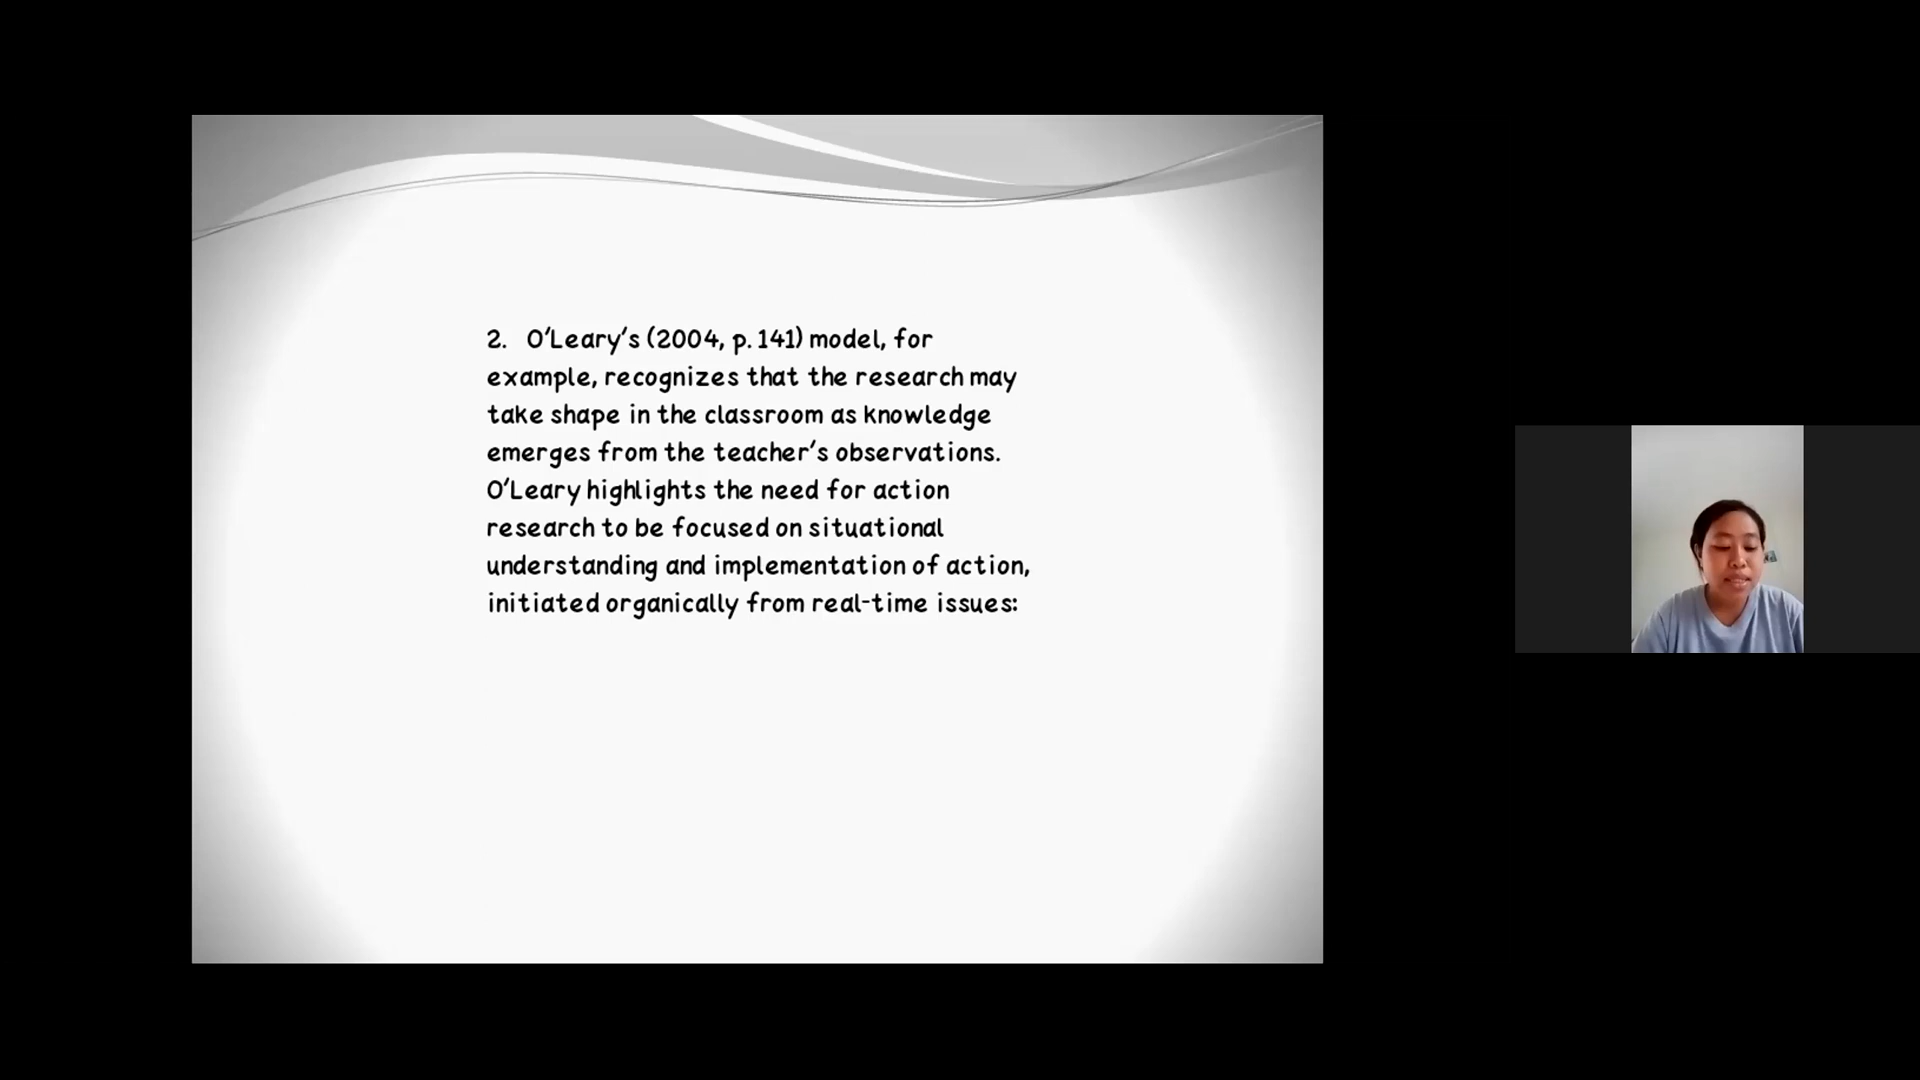 2. O'Leary's (2004, p. 141) model, for
example, recognizes that the research may
take shape in the classroom as knowledge
emerges from the teacher's observations.
O'Leary highlights the need for action
research to be focused on situational
understanding and implementation of action,
initiated organically from real-time issues: